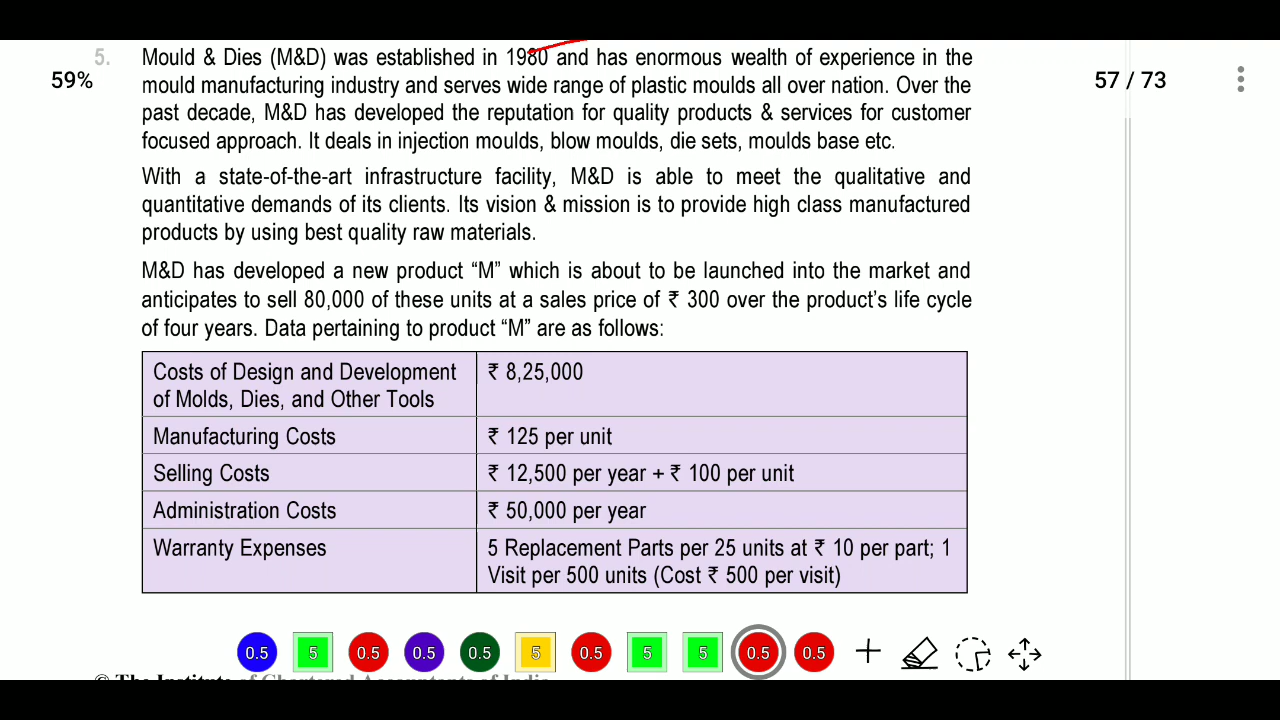 5. Mould & Dies (M&D) was established in 1980 and has enormous wealth of experience in the
59%
57 / 73
mould manufacturing industry and serves wide range of plastic moulds all over nation. Over the
past decade, M&D has developed the reputation for quality products & services for customer
focused approach. It deals in injection moulds, blow moulds, die sets, moulds base etc.
With a state-of-the-art infrastructure facility, M&D is able to meet the qualitative and
quantitative demands of its clients. Its vision & mission is to provide high class manufactured
products by using best quality raw materials.
M&D has developed a new product “M” which is about to be launched into the market and
anticipates to sell 80,000 of these units at a sales price of ₹ 300 over the product’s life cycle
of four years. Data pertaining to product “M” are as follows:
Costs of Design and Development ₹ 8,25,000
of Molds, Dies, and Other Tools
Manufacturing Costs ₹ 125 per unit
Selling Costs ₹ 12,500 per year + ₹ 100 per unit
Administration Costs ₹ 50,000 per year
Warranty Expenses 5 Replacement Parts per 25 units at ₹ 10 per part; 1
Visit per 500 units (Cost ₹ 500 per visit)
0.5 5 0.5 0.5 0.5 5 0.5 5 5 0.5 0.5
© The Institute of Chartered Accountants of India